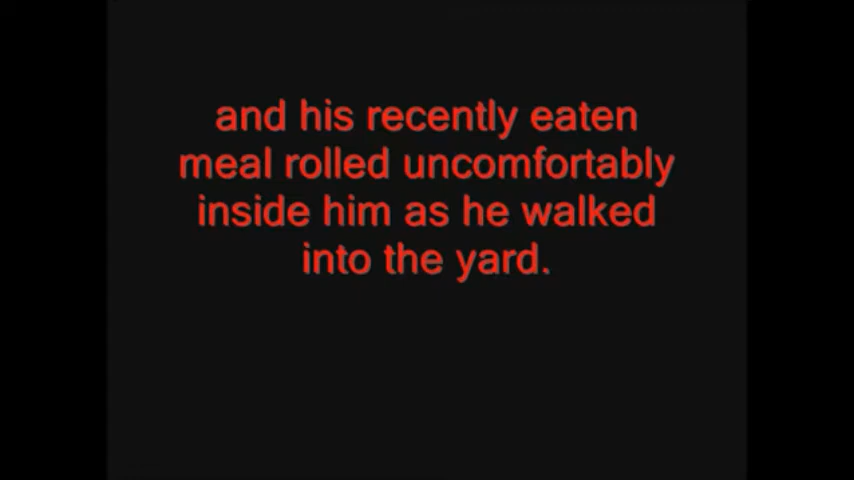 and his recently eaten
meal rolled uncomfortably
inside him as he walked
into the yard.